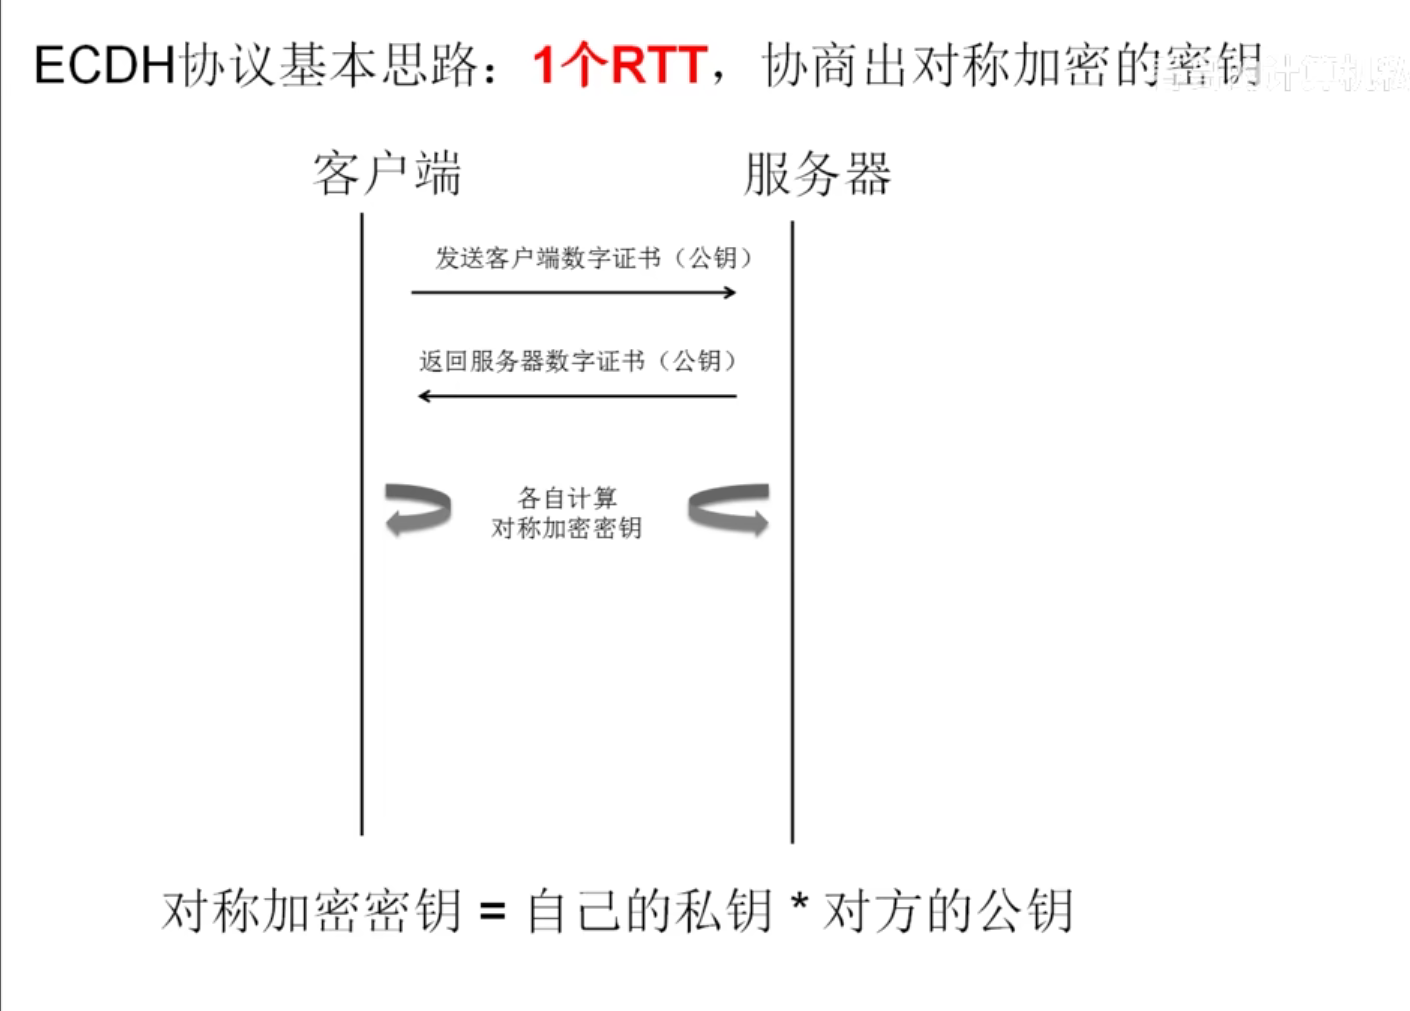 ECDH协议基本思路：1个RTT，协商出对称加密的密钥
客户端
服务器
发送客户端数字证书（公钥）
返回服务器数字证书（公钥）
各自计算
对称加密密钥
对称加密密钥 = 自己的私钥 * 对方的公钥